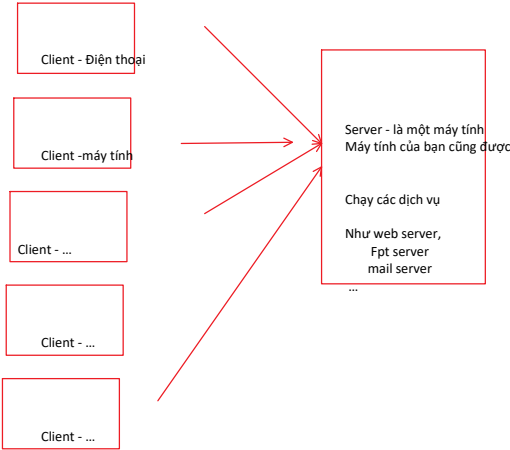 Client - Điện thoại
Client -máy tính
Client - ...
Client - ...
Client - ...
Server - là một máy tính
Máy tính của bạn cũng được
Chạy các dịch vụ
Như web server,
Fpt server
mail server
...